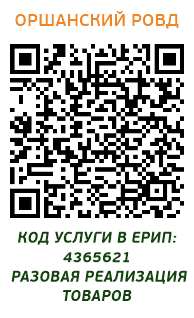 ОРШАНСКИЙ РОВД
КОД УСЛУГИ В ЕРИП:
4365621
РАЗОВАЯ РЕАЛИЗАЦИЯ
ТОВАРОВ